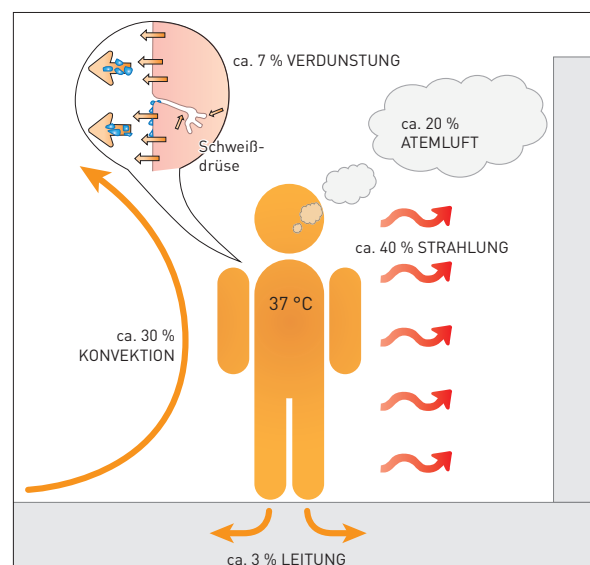 ca. 7 % VERDUNSTUNG
Schweiß-
drüse
ca. 20 %
ATEMLUFT
ca. 40 % STRAHLUNG
37 °C
ca. 30 %
KONVEKTION
ca. 3 % LEITUNG